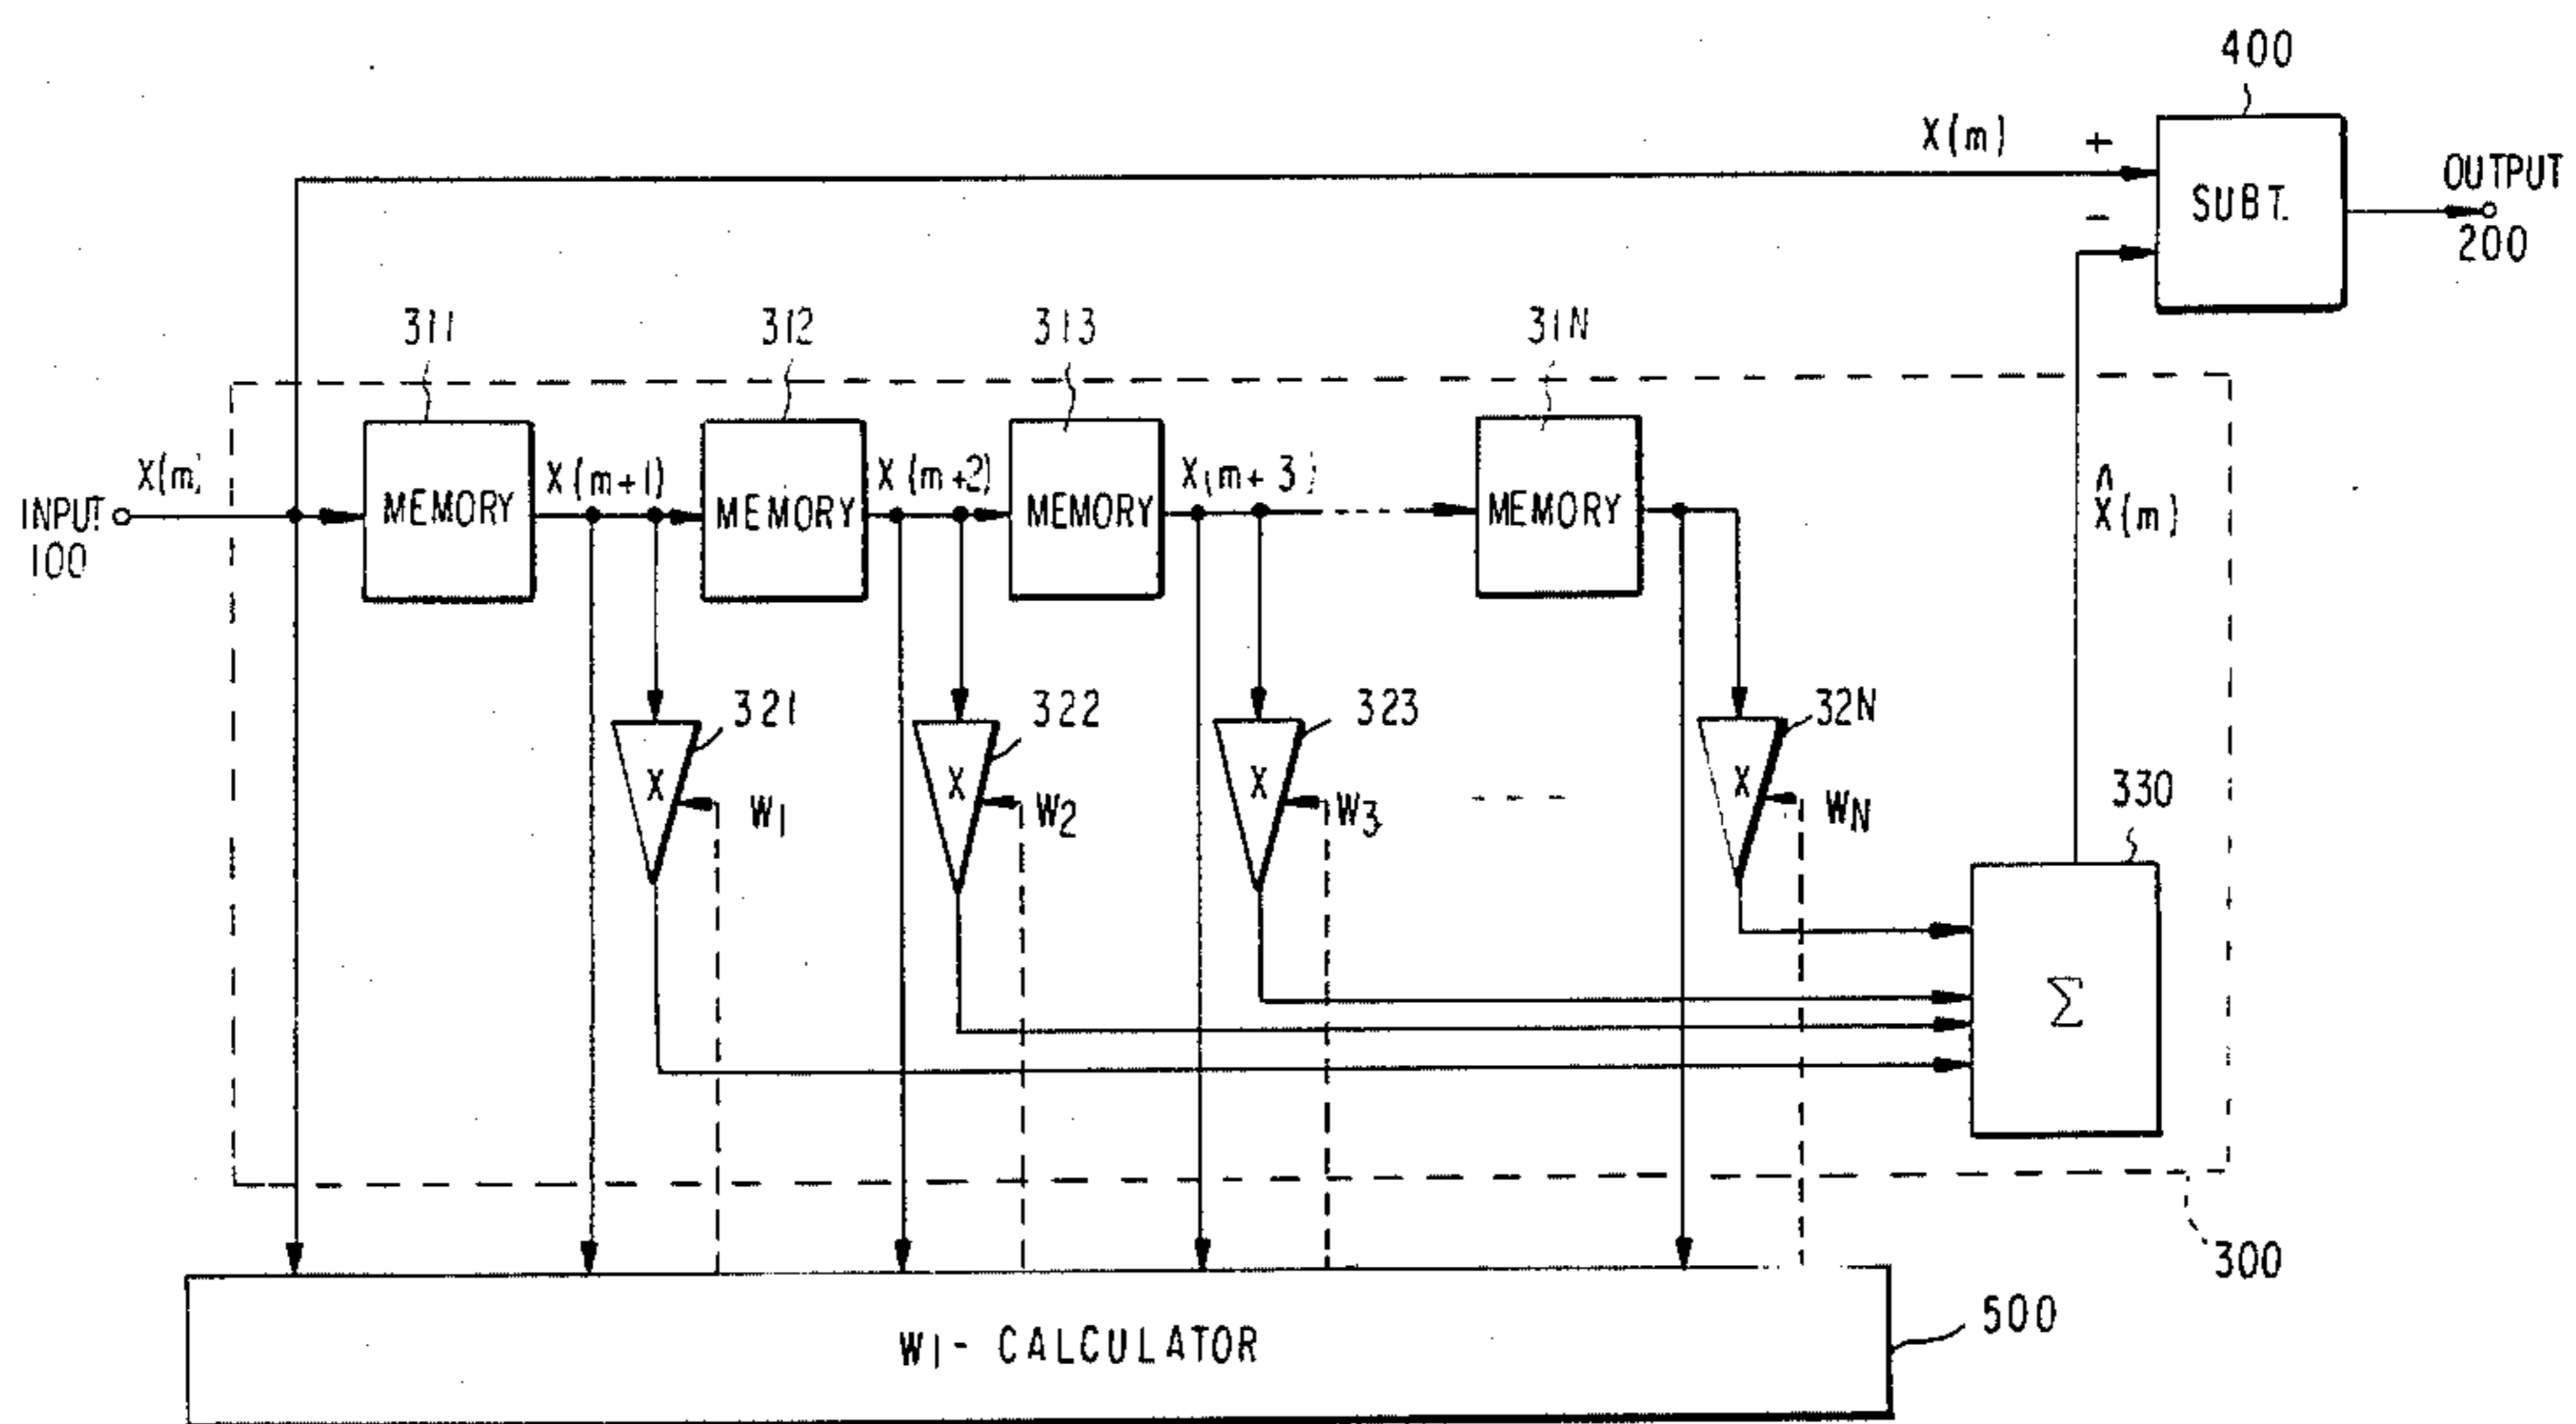 400
X(m)
+
−
SUBT.
OUTPUT
200
311
312
313
31N
X(m)
INPUT
100
MEMORY
X(m+1)
MEMORY
X(m+2)
MEMORY
X(m+3)
MEMORY
X̂(m)
321
322
323
32N
X
W1
X
W2
X
W3
X
WN
330
Σ
300
W1- CALCULATOR
500